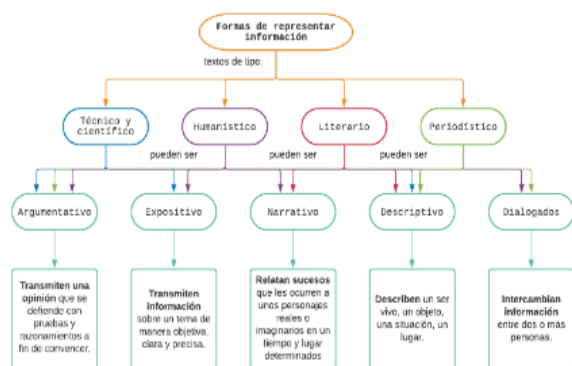 Formas de representar
información
textos de tipo:
Técnico y
científico
Humanístico
Literario
Periodístico
pueden ser
pueden ser
pueden ser
Argumentativo
Expositivo
Narrativo
Descriptivo
Dialogados
Transmiten una
opinión que se
defiende con
pruebas y
razonamientos a
fin de convencer.
Transmiten
información
sobre un tema de
manera objetiva,
clara y precisa.
Relatan sucesos
que les ocurren a
unos personajes
reales o
imaginarios en un
tiempo y lugar
determinados
Describen un ser
vivo, un objeto,
una situación, un
lugar.
Intercambian
información
entre dos o más
personas.